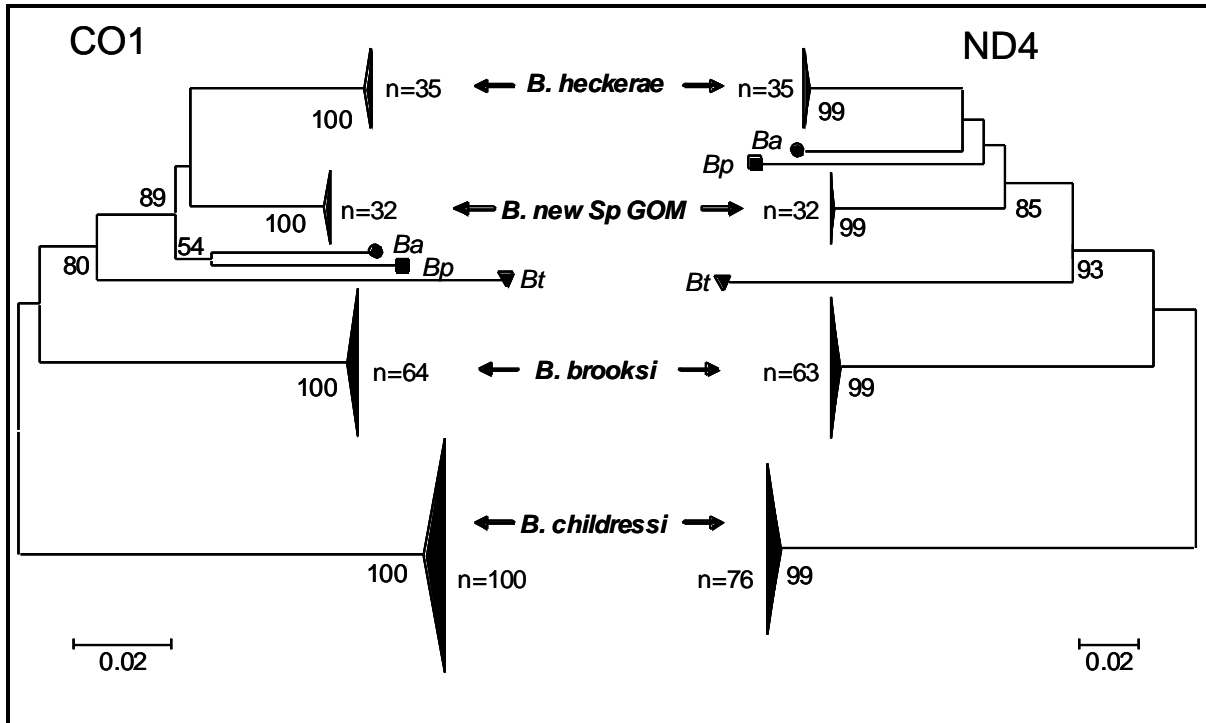 CO1
ND4
n=35
B. heckerae
n=35
100
99
Ba
Bp
89
n=32
B. new Sp GOM
n=32
100
99
85
54
Ba
Bp
80
Bt
Bt
93
n=64
B. brooksi
n=63
100
99
B. childressi
100
n=100
n=76
99
0.02
0.02